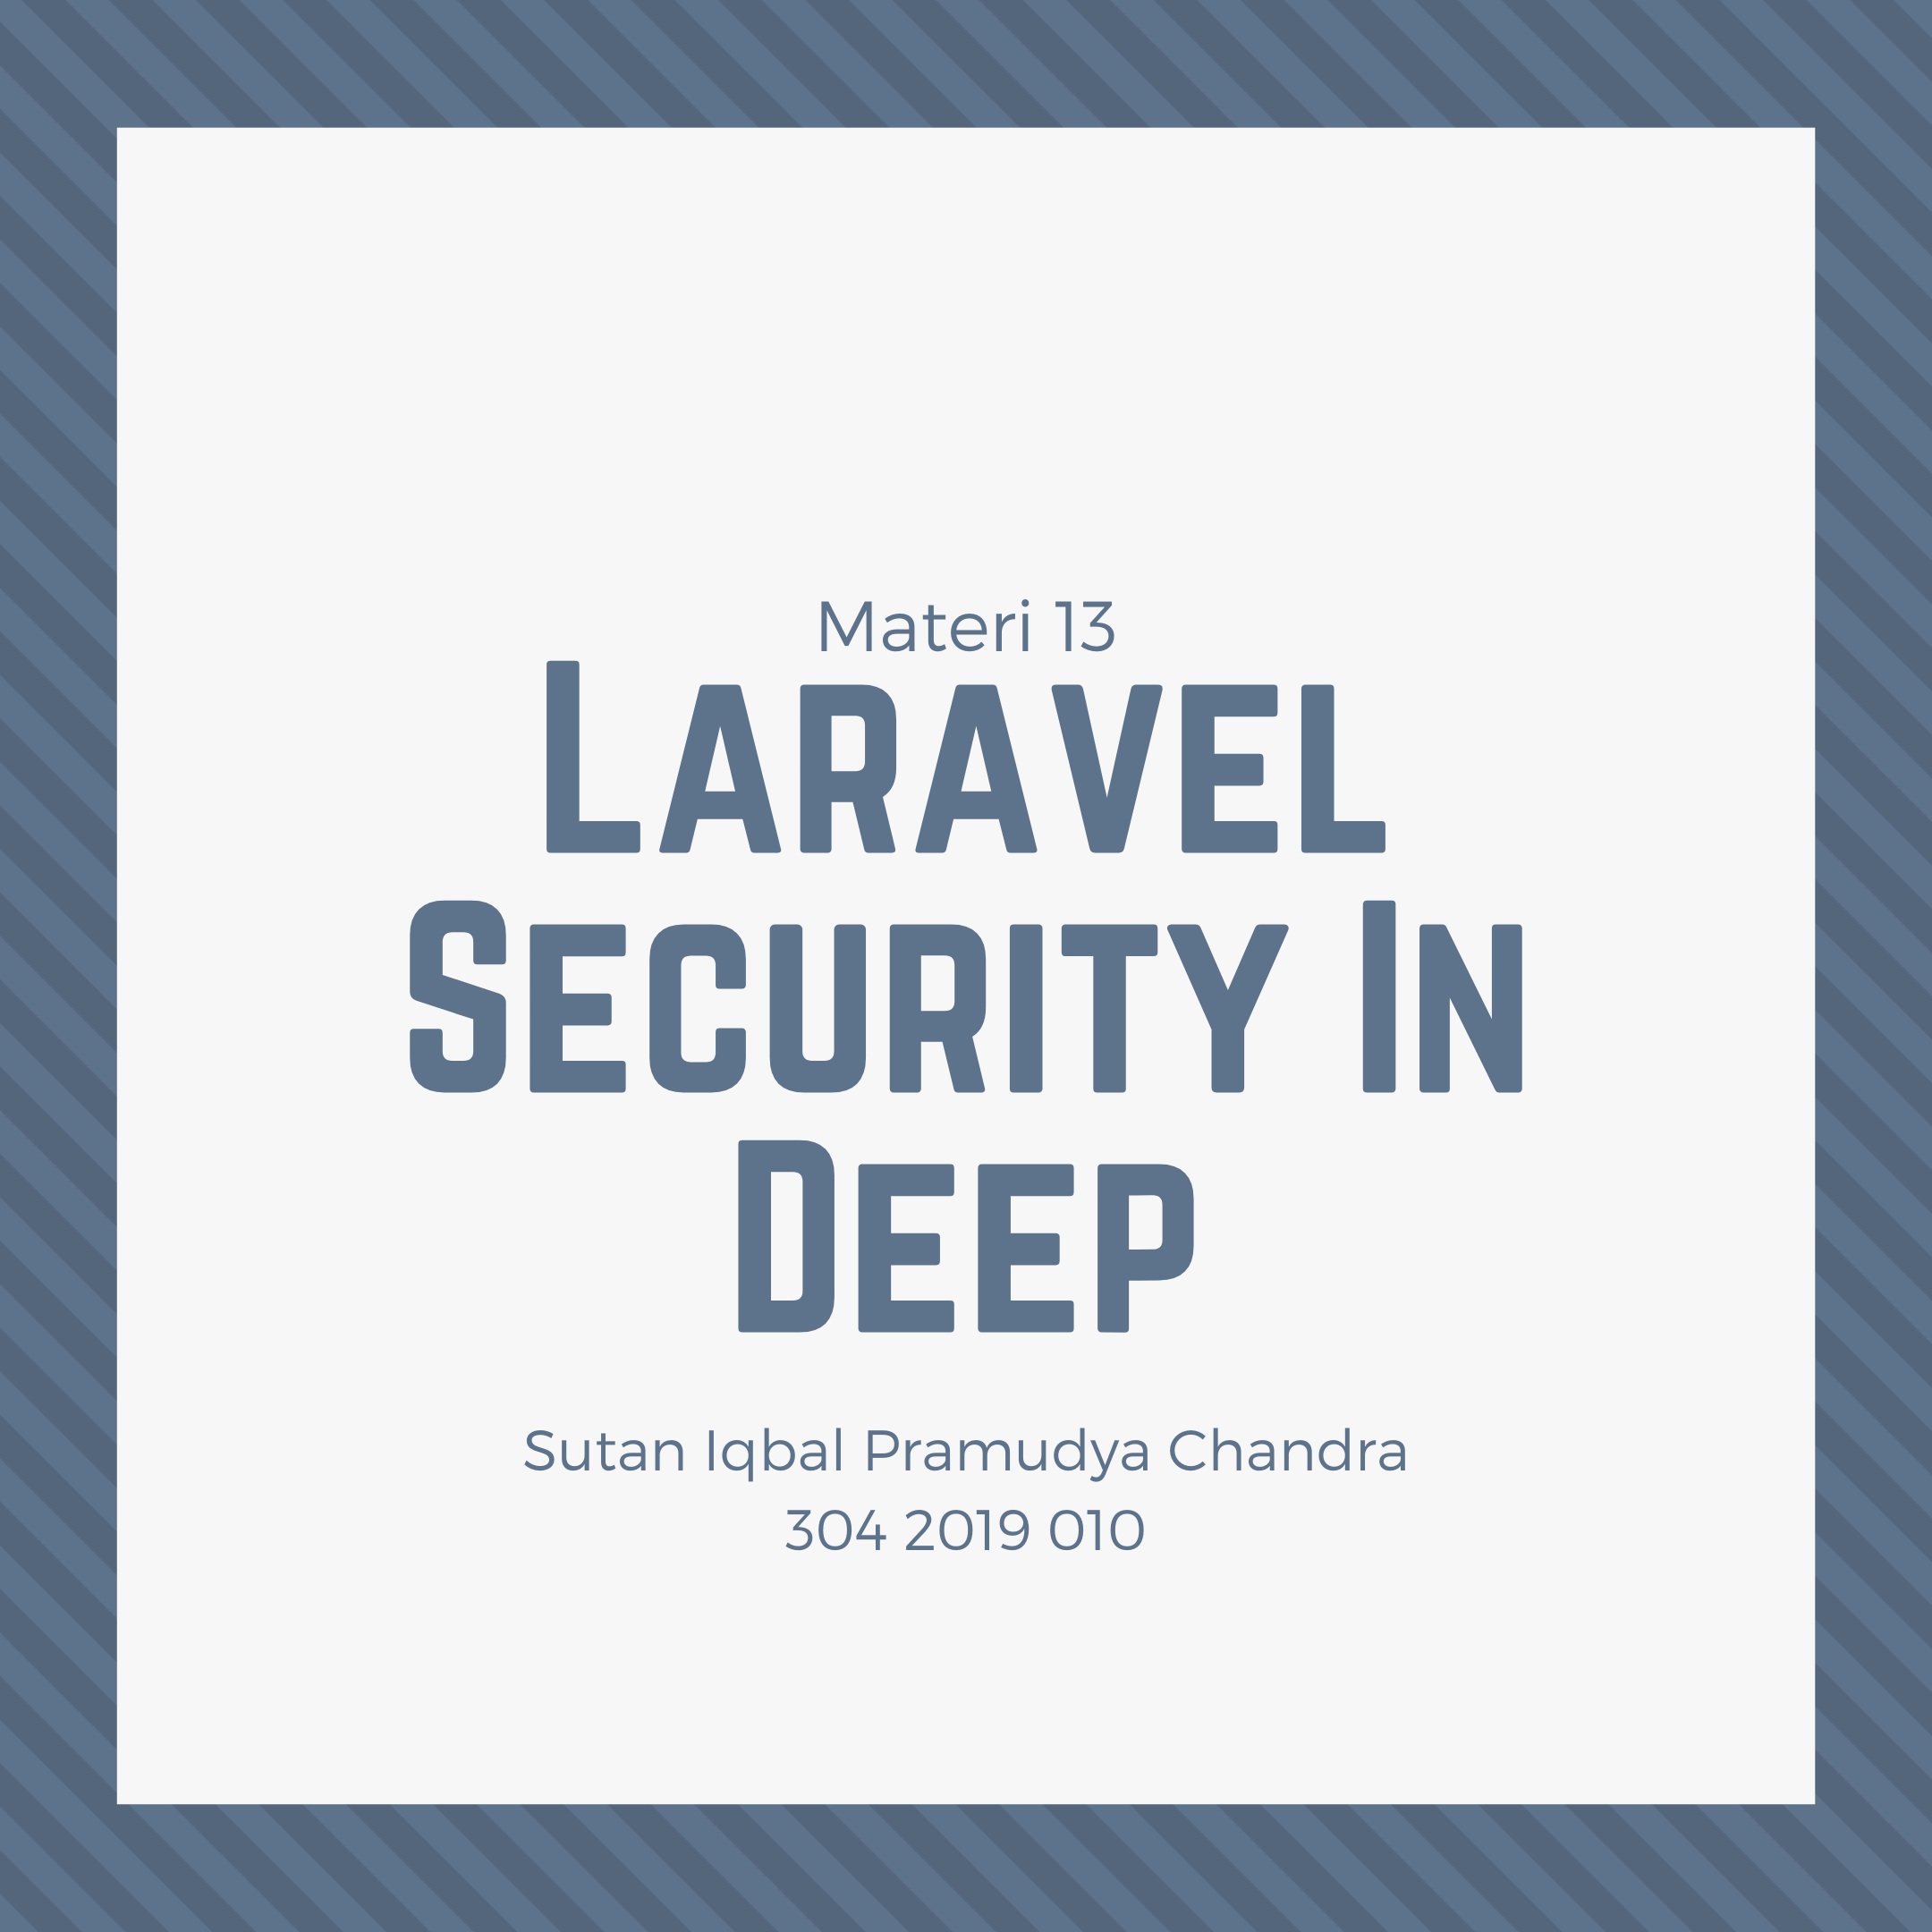 Materi 13
Laravel
Security In
Deep
Sutan Iqbal Pramudya Chandra
304 2019 010